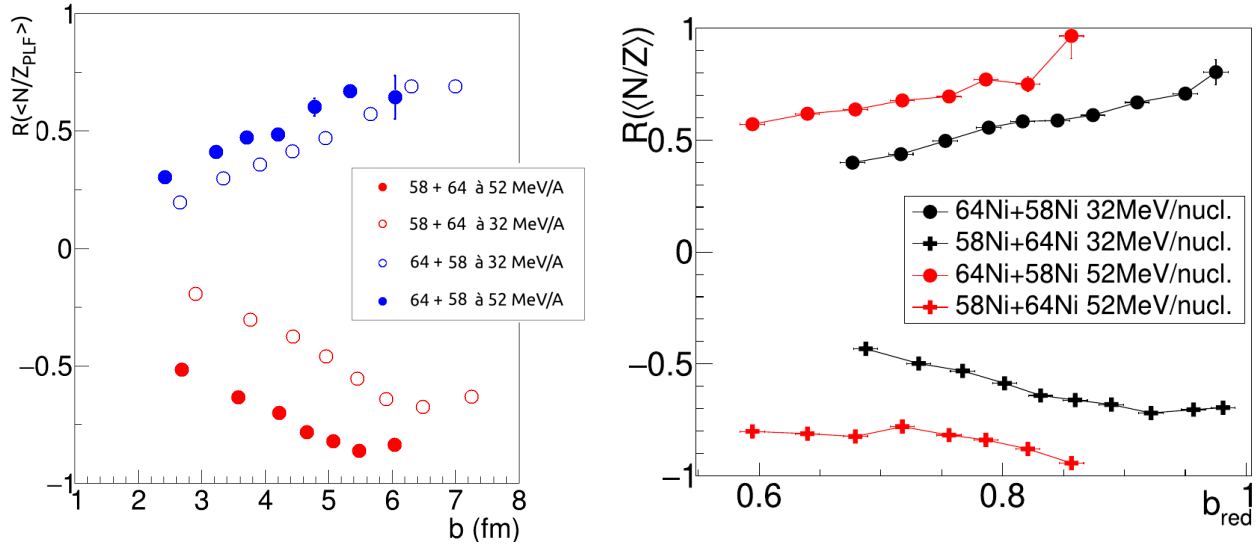 R(<N/Z_PLF>)
1
0.5
0
−0.5
−1
1 2 3 4 5 6 7 8
b (fm)
58 + 64 à 52 MeV/A
58 + 64 à 32 MeV/A
64 + 58 à 32 MeV/A
64 + 58 à 52 MeV/A
R(⟨N/Z⟩)
1
0.5
0
−0.5
−1
0.6 0.8 1
b_red
64Ni+58Ni 32MeV/nucl.
58Ni+64Ni 32MeV/nucl.
64Ni+58Ni 52MeV/nucl.
58Ni+64Ni 52MeV/nucl.